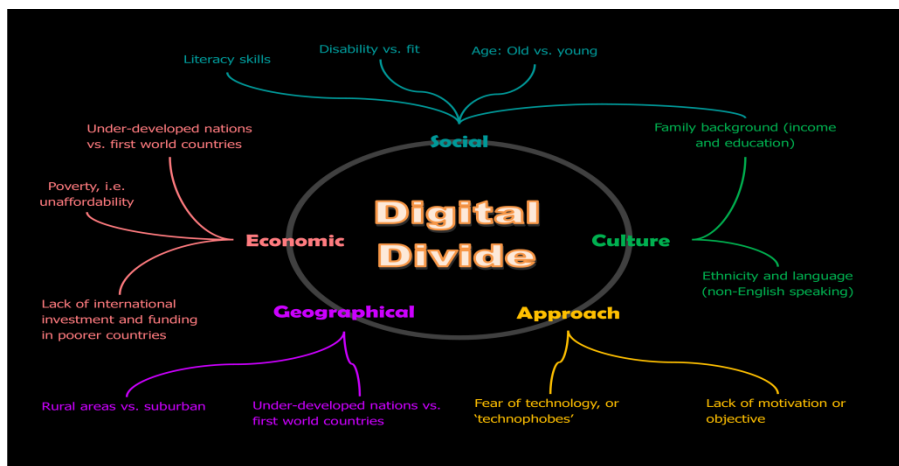 Literacy skills
Disability vs. fit
Age: Old vs. young
Social
Under-developed nations
vs. first world countries
Poverty, i.e.
unaffordability
Economic
Lack of international
investment and funding
in poorer countries
Digital
Divide
Family background (income
and education)
Culture
Ethnicity and language
(non-English speaking)
Geographical
Rural areas vs. suburban
Under-developed nations vs.
first world countries
Approach
Fear of technology, or
‘technophobes’
Lack of motivation or
objective